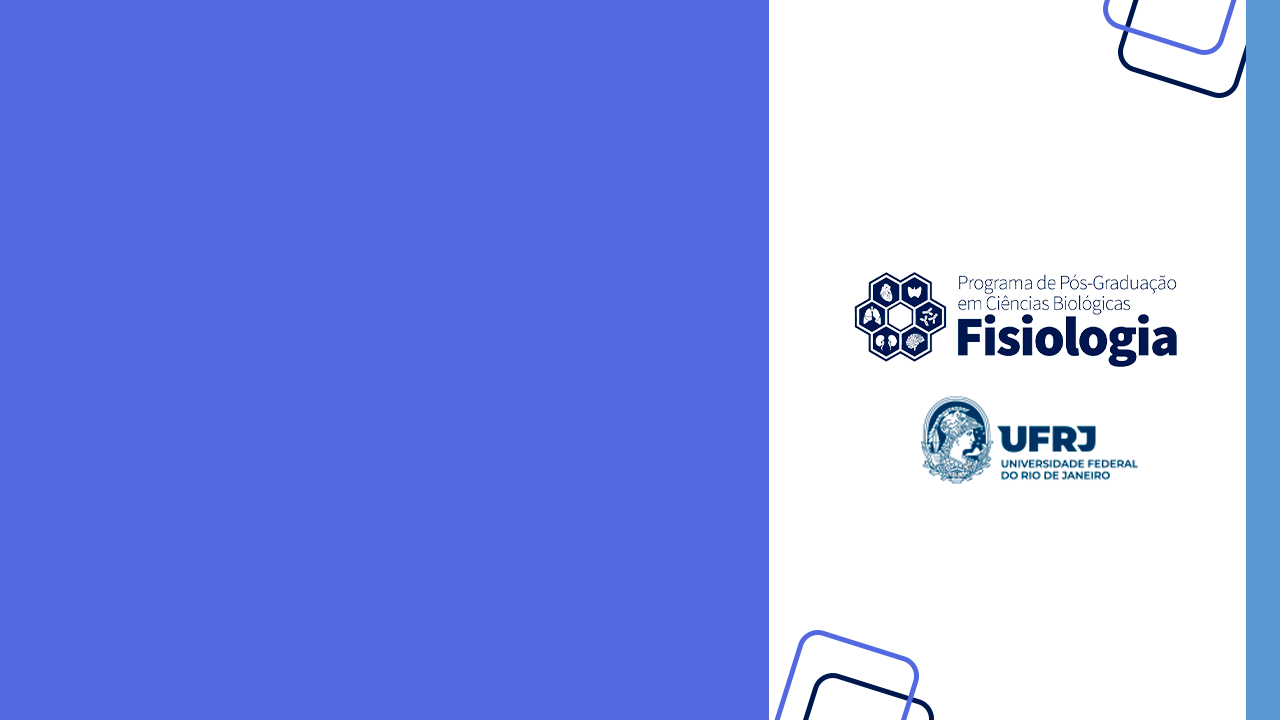 Programa de Pós-Graduação
em Ciências Biológicas
Fisiologia
UFRJ
UNIVERSIDADE FEDERAL
DO RIO DE JANEIRO